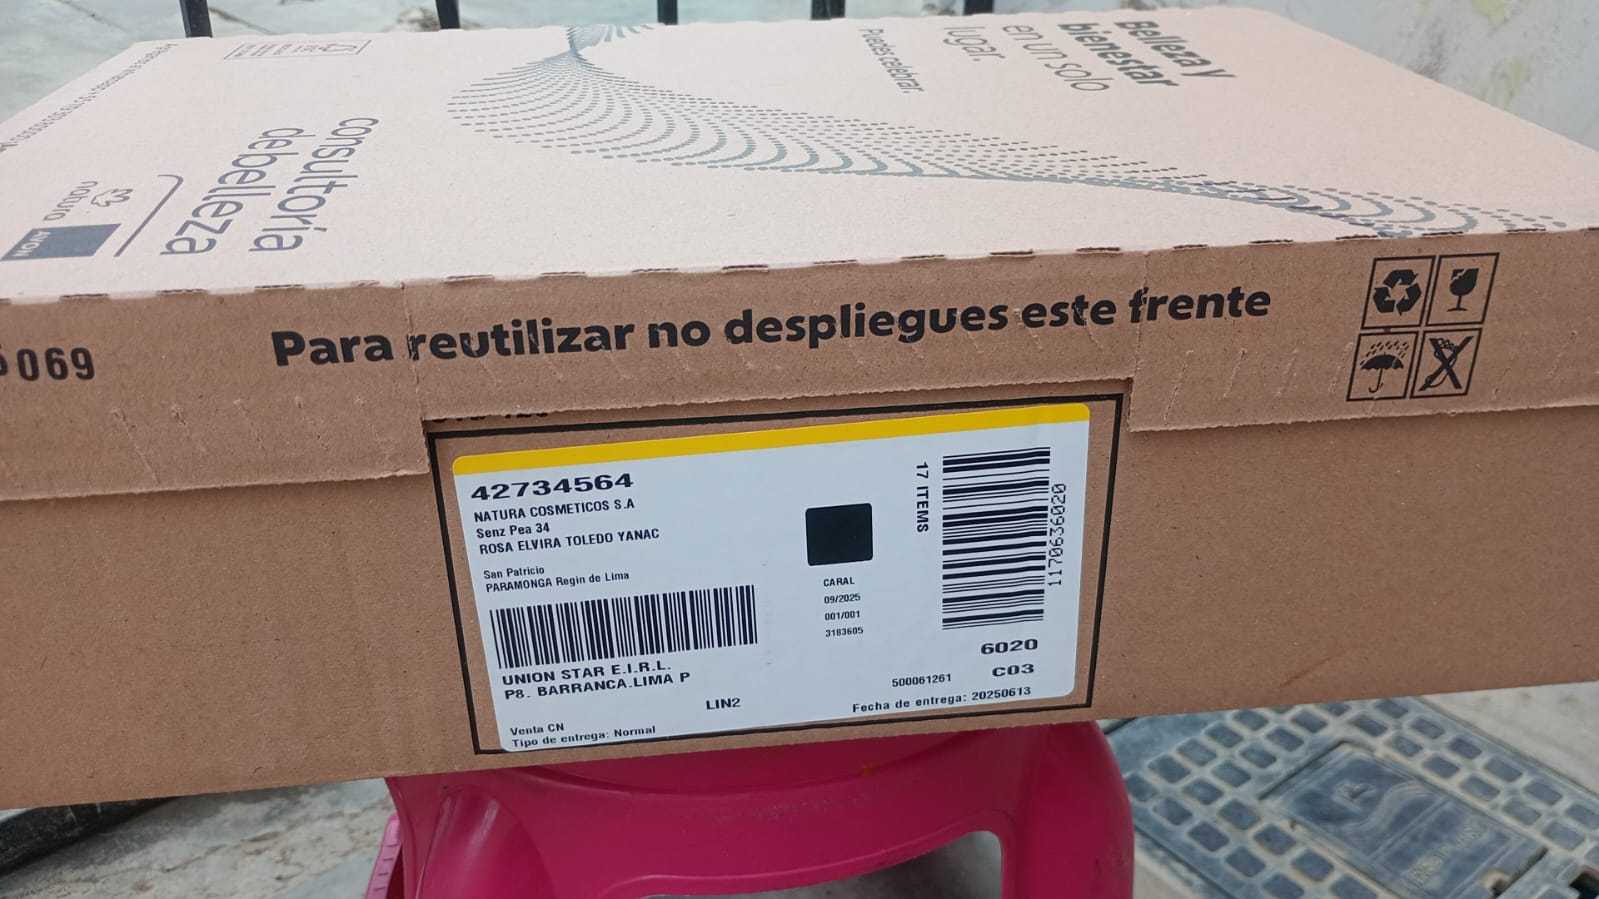 Belleza y
bienestar
en un solo
lugar.
Puedes celebrar.
consultoría
debelleza
natura
AVON
069
Para reutilizar no despliegues este frente
42734564
NATURA COSMETICOS S.A
Senz Pea 34
ROSA ELVIRA TOLEDO YANAC
San Patricio
PARAMONGA Regin de Lima
UNION STAR E.I.R.L.
P8. BARRANCA.LIMA P
LIN2
Venta CN
Tipo de entrega: Normal
CARAL
09/2025
001/001
3183605
17 ITEMS
1170636020
6020
C03
500061261
Fecha de entrega: 20250613